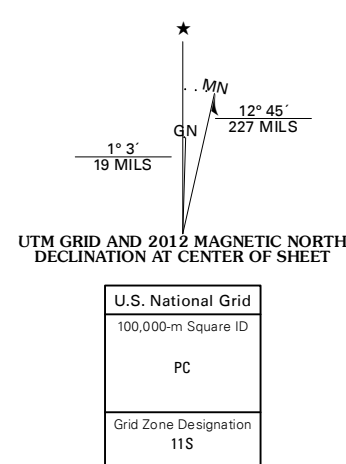 MN
GN
12° 45´
227 MILS
1° 3´
19 MILS
UTM GRID AND 2012 MAGNETIC NORTH
DECLINATION AT CENTER OF SHEET
U.S. National Grid
100,000-m Square ID
PC
Grid Zone Designation
11S